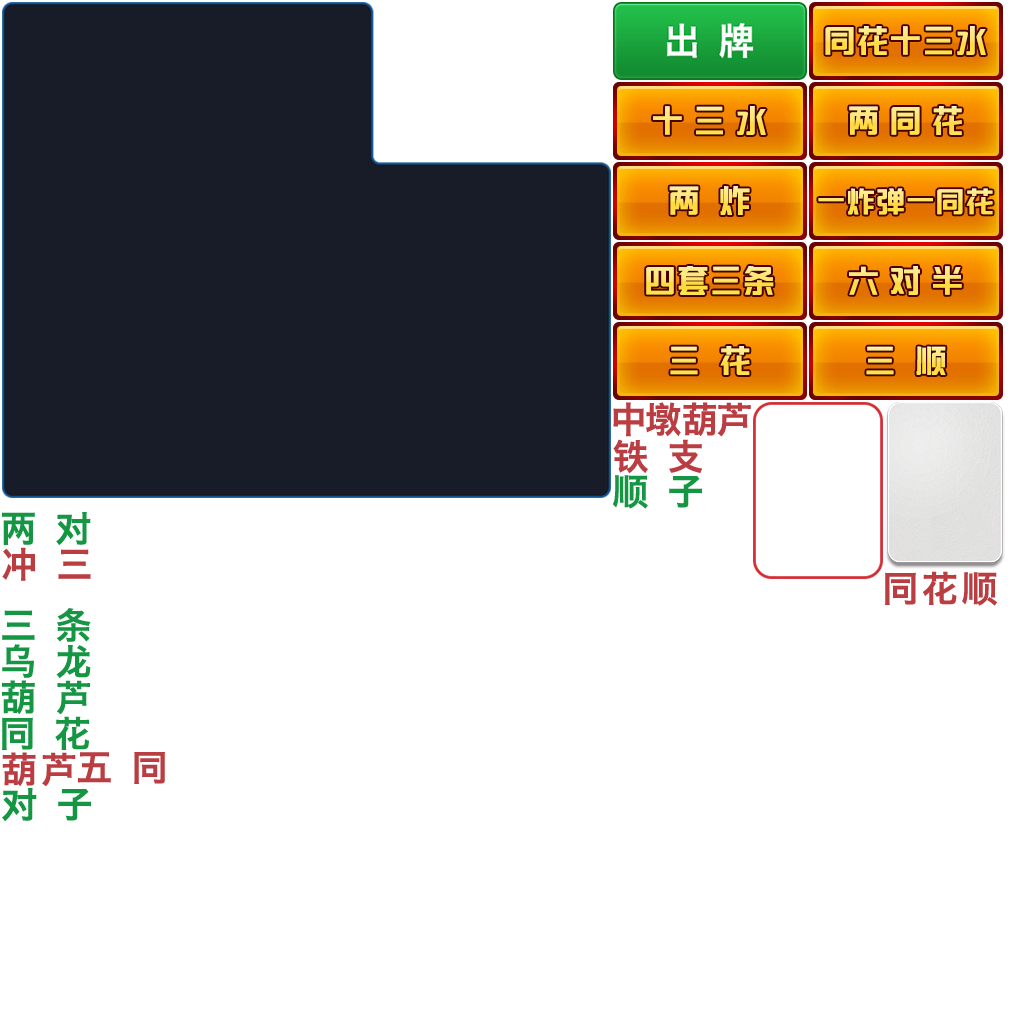 出 牌
同花十三水
十三水
两同花
两 炸
一炸弹一同花
四套三条
六对半
三 花
三 顺
中墩葫芦
铁 支
顺 子
同花顺
两 对
冲 三
三 条
乌 龙
葫 芦
同 花
葫芦
五 同
对 子